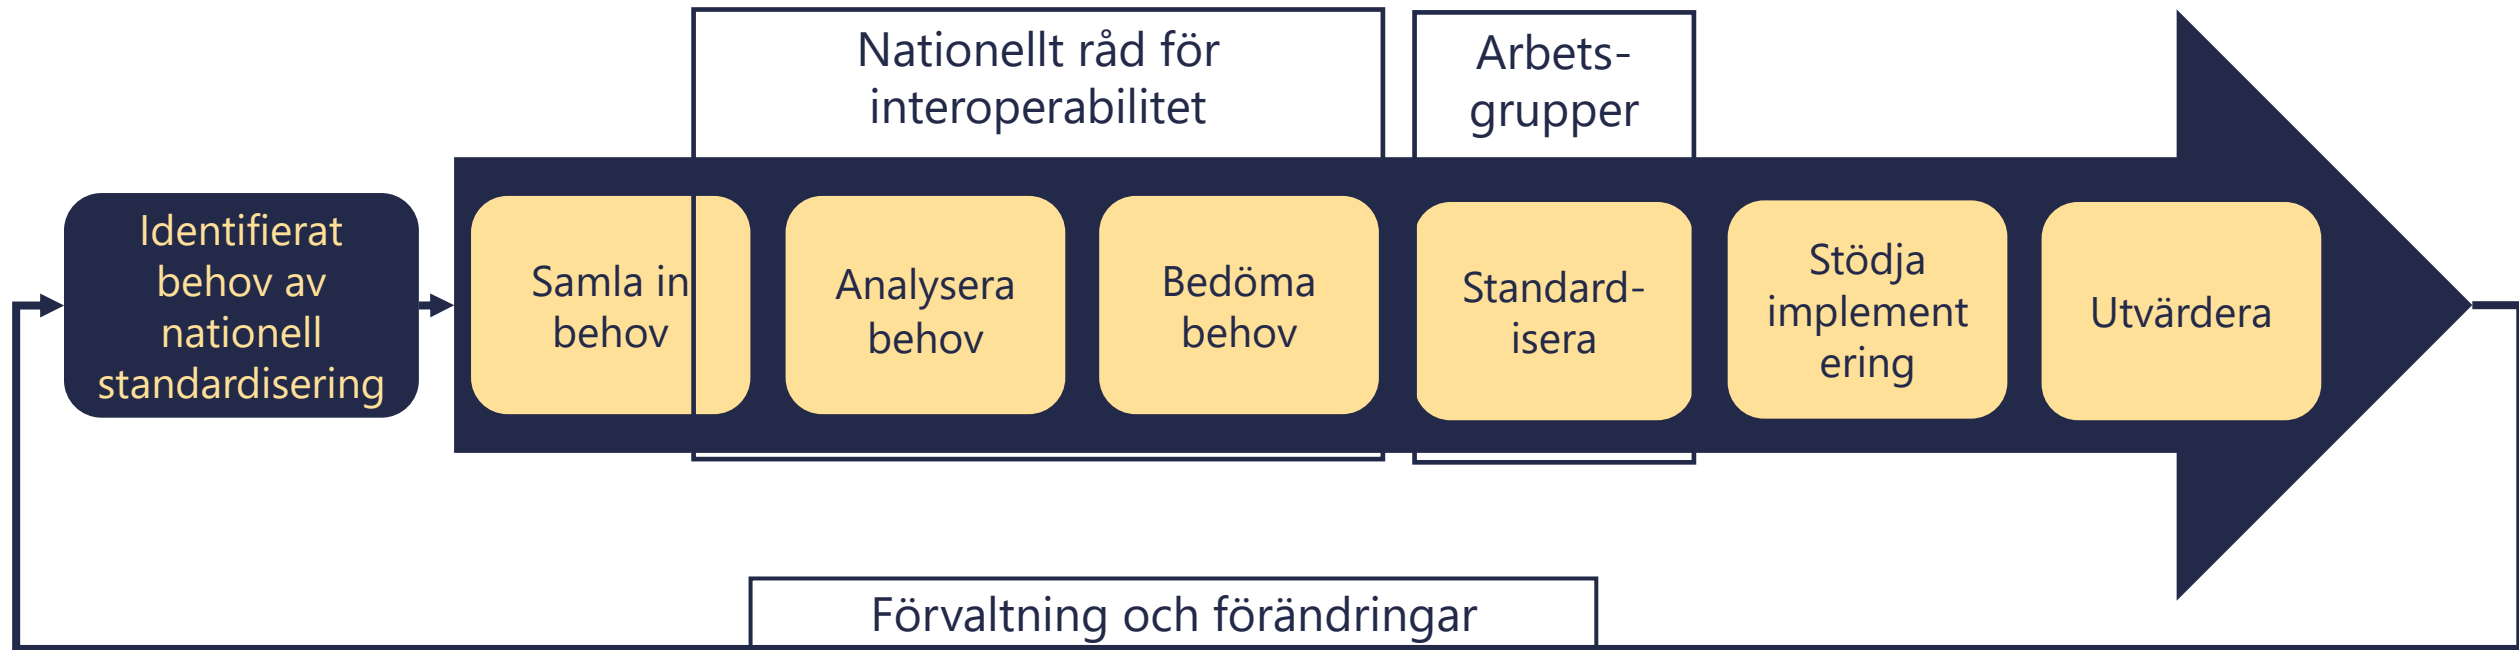 Nationellt råd för
interoperabilitet
Arbets-
grupper
Identifierat
behov av
nationell
standardisering
Samla in
behov
Analysera
behov
Bedöma
behov
Standard-
isera
Stödja
implement
ering
Utvärdera
Förvaltning och förändringar